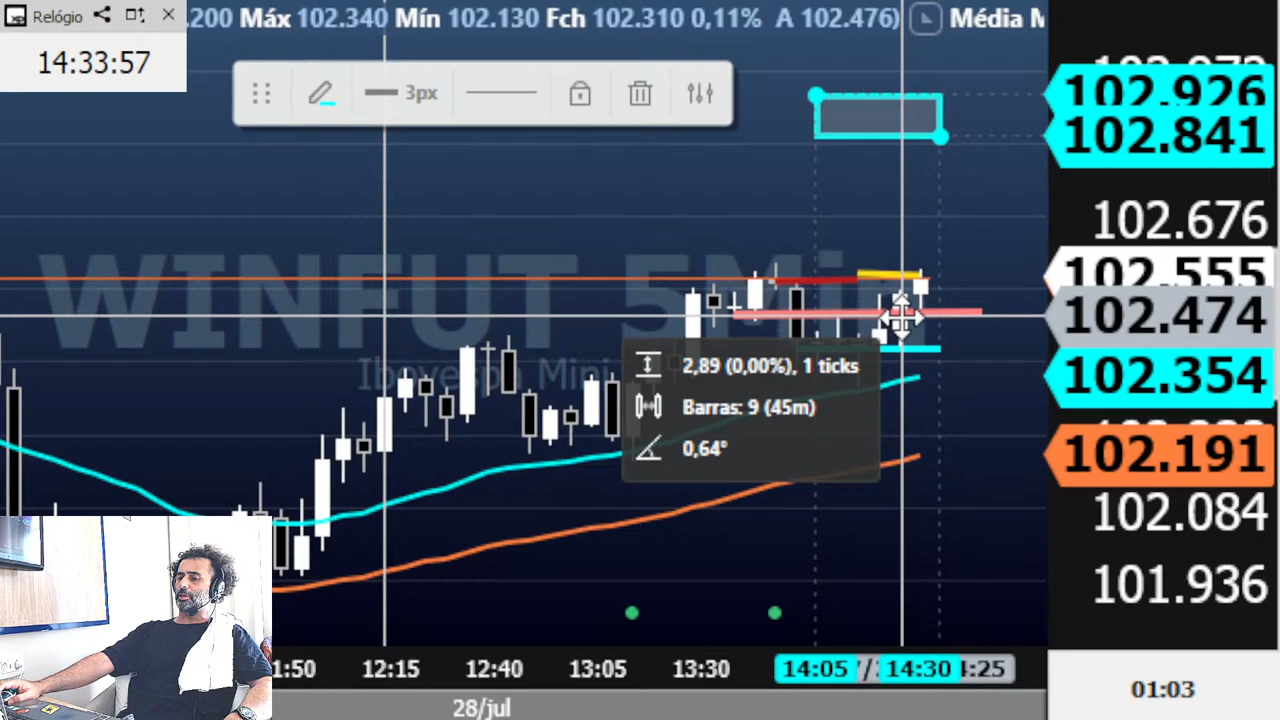 Relógio
14:33:57
.200 Máx 102.340 Mín 102.130 Fch 102.310 0,11% A 102.476)
Média M
3px
102.926
102.841
102.676
102.555
102.474
102.354
102.191
102.084
101.936
WINFUT 5Mi
Ibovespa Mini
2,89 (0,00%), 1 ticks
Barras: 9 (45m)
0,64°
1:50
12:15
12:40
13:05
13:30
14:05
14:30
4:25
28/jul
01:03